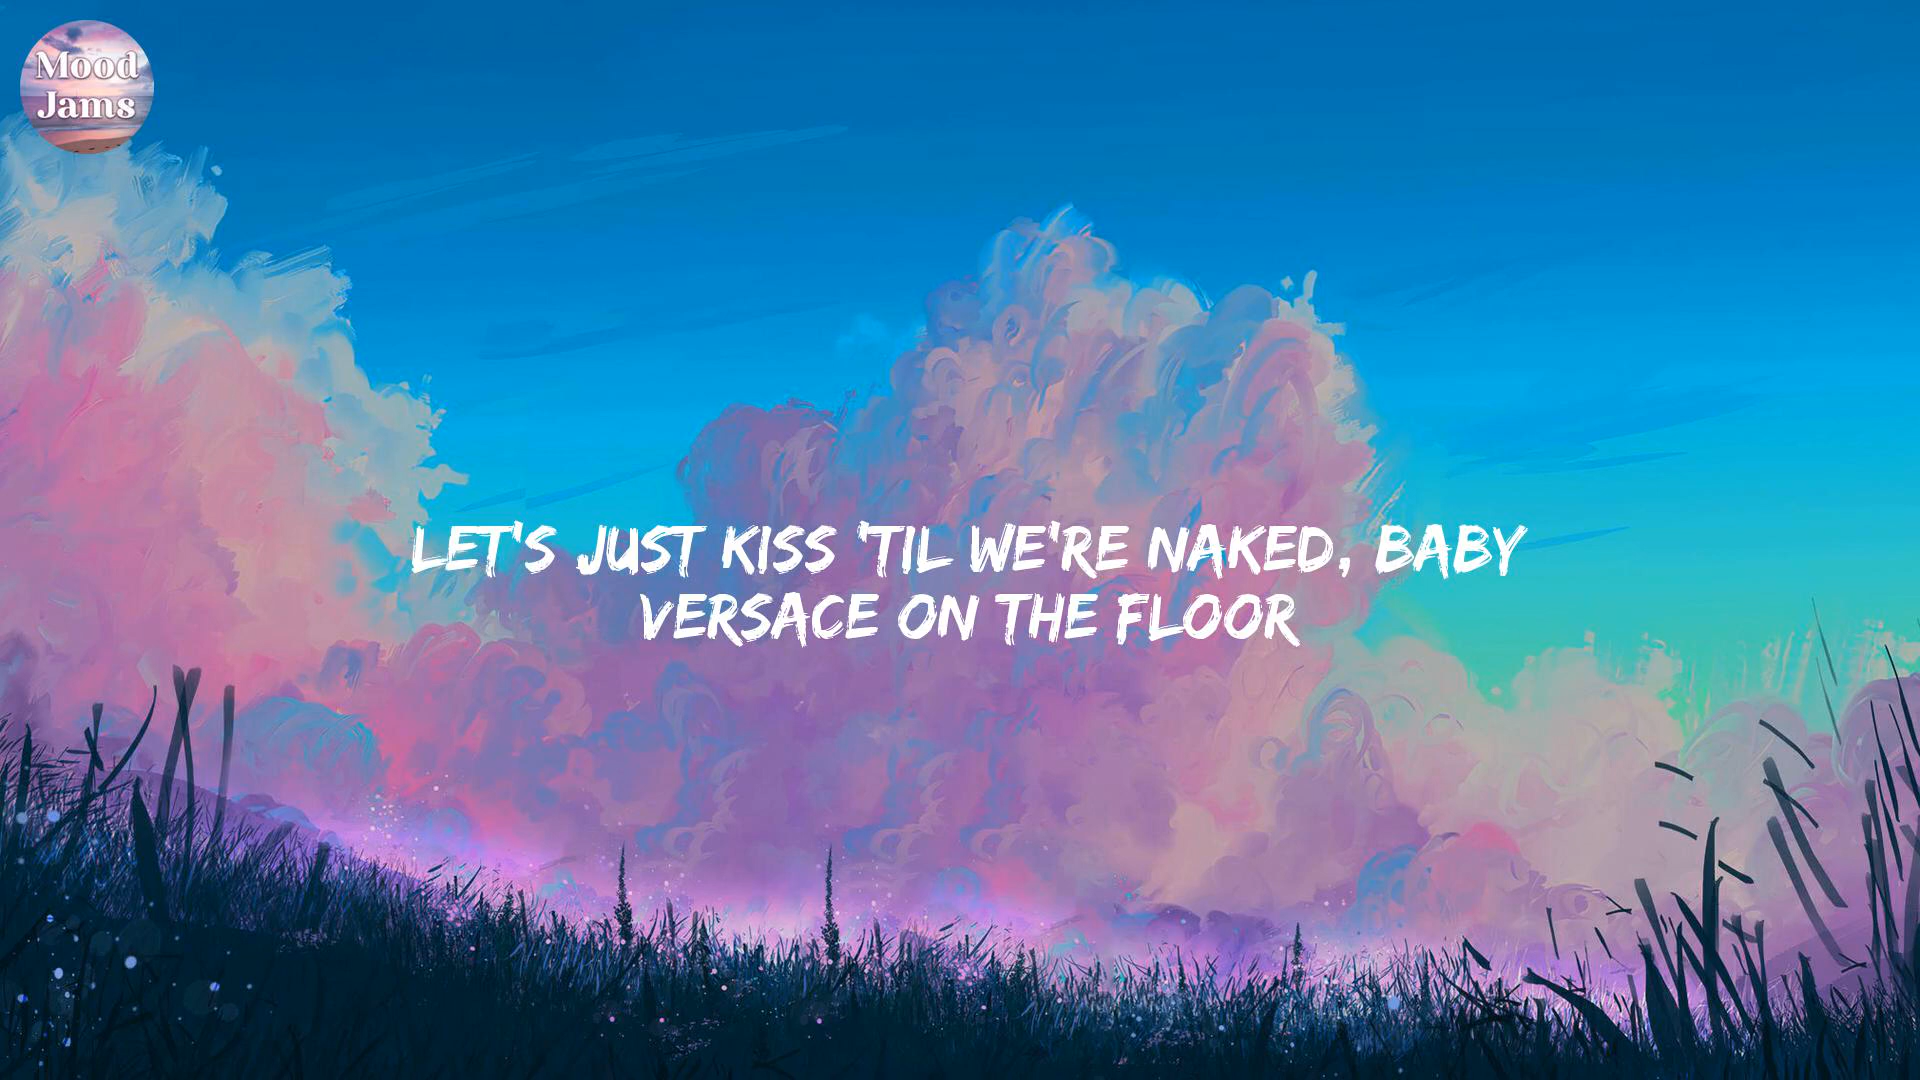 Mood
Jams
LET'S JUST KISS 'TIL WE'RE NAKED, BABY
VERSACE ON THE FLOOR